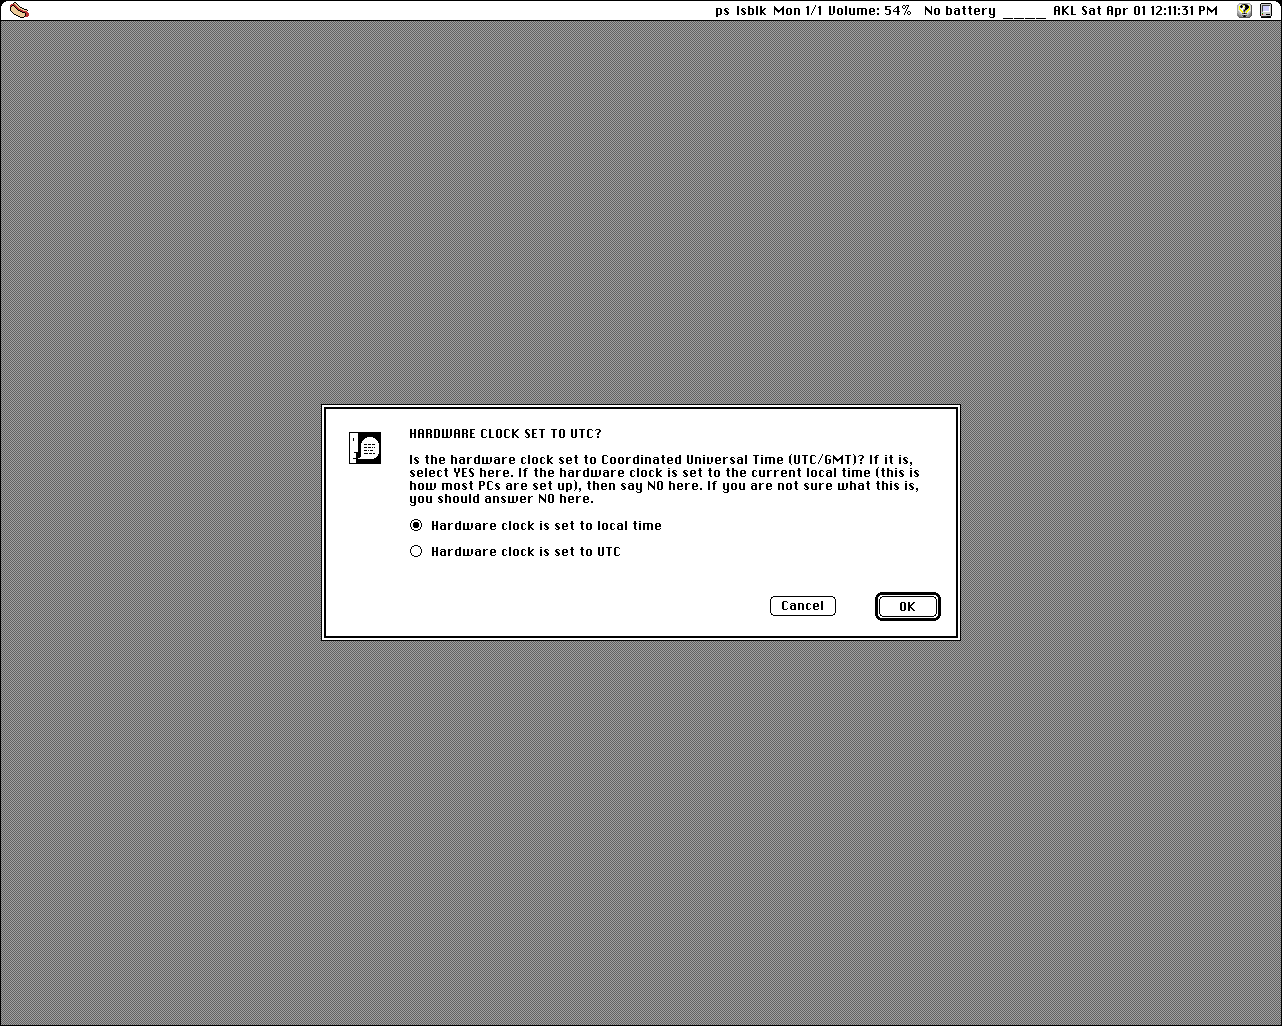 ps lsblk Mon 1/1 Volume: 54% No battery ____ AKL Sat Apr 01 12:11:31 PM
HARDWARE CLOCK SET TO UTC?
Is the hardware clock set to Coordinated Universal Time (UTC/GMT)? If it is,
select YES here. If the hardware clock is set to the current local time (this is
how most PCs are set up), then say NO here. If you are not sure what this is,
you should answer NO here.
Hardware clock is set to local time
Hardware clock is set to UTC
Cancel OK